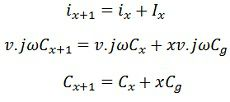 i_{x+1} = i_x + I_x
v.jωC_{x+1} = v.jωC_x + xv.jωC_g
C_{x+1} = C_x + xC_g